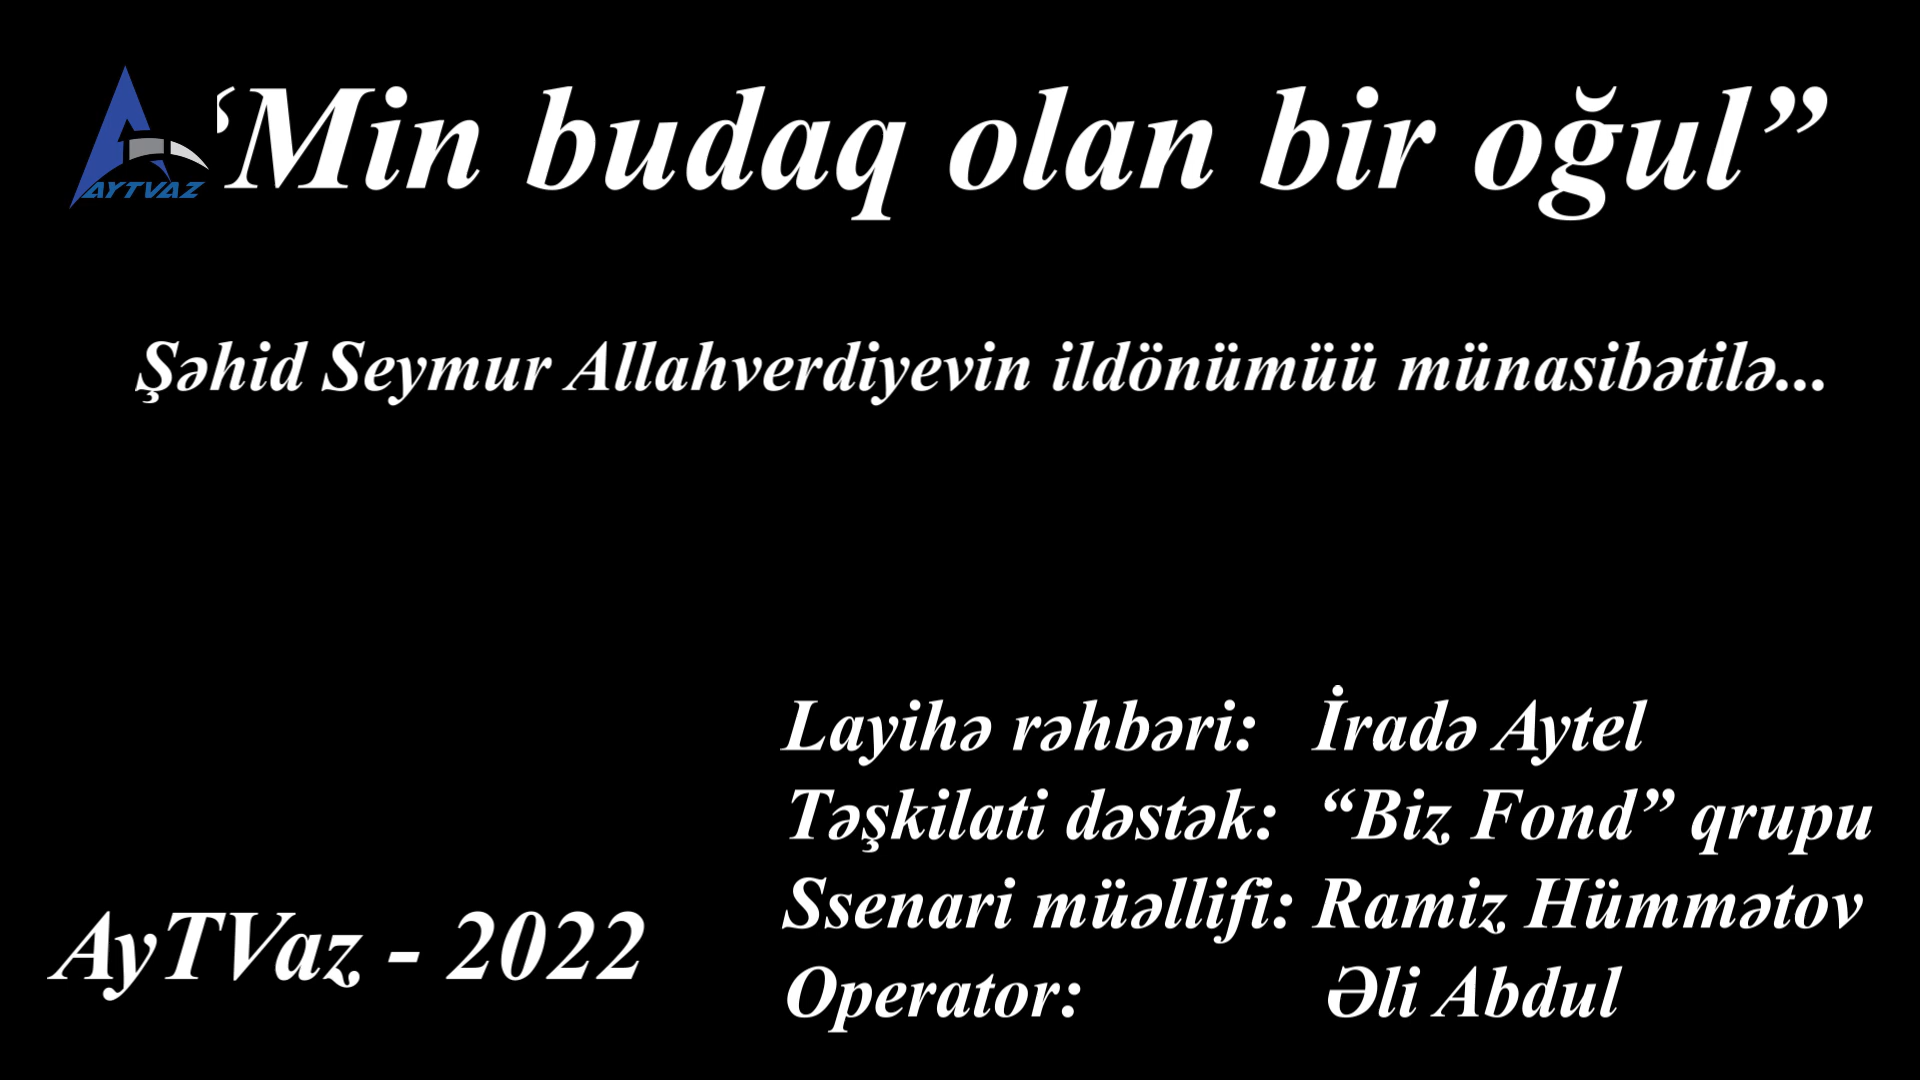 “Min budaq olan bir oğul”
AYTVAZ
Şəhid Seymur Allahverdiyevin ildönümüü münasibətilə...
Layihə rəhbəri: İradə Aytel
Təşkilati dəstək: “Biz Fond” qrupu
Ssenari müəllifi: Ramiz Hümmətov
Operator: Əli Abdul
AyTVaz - 2022